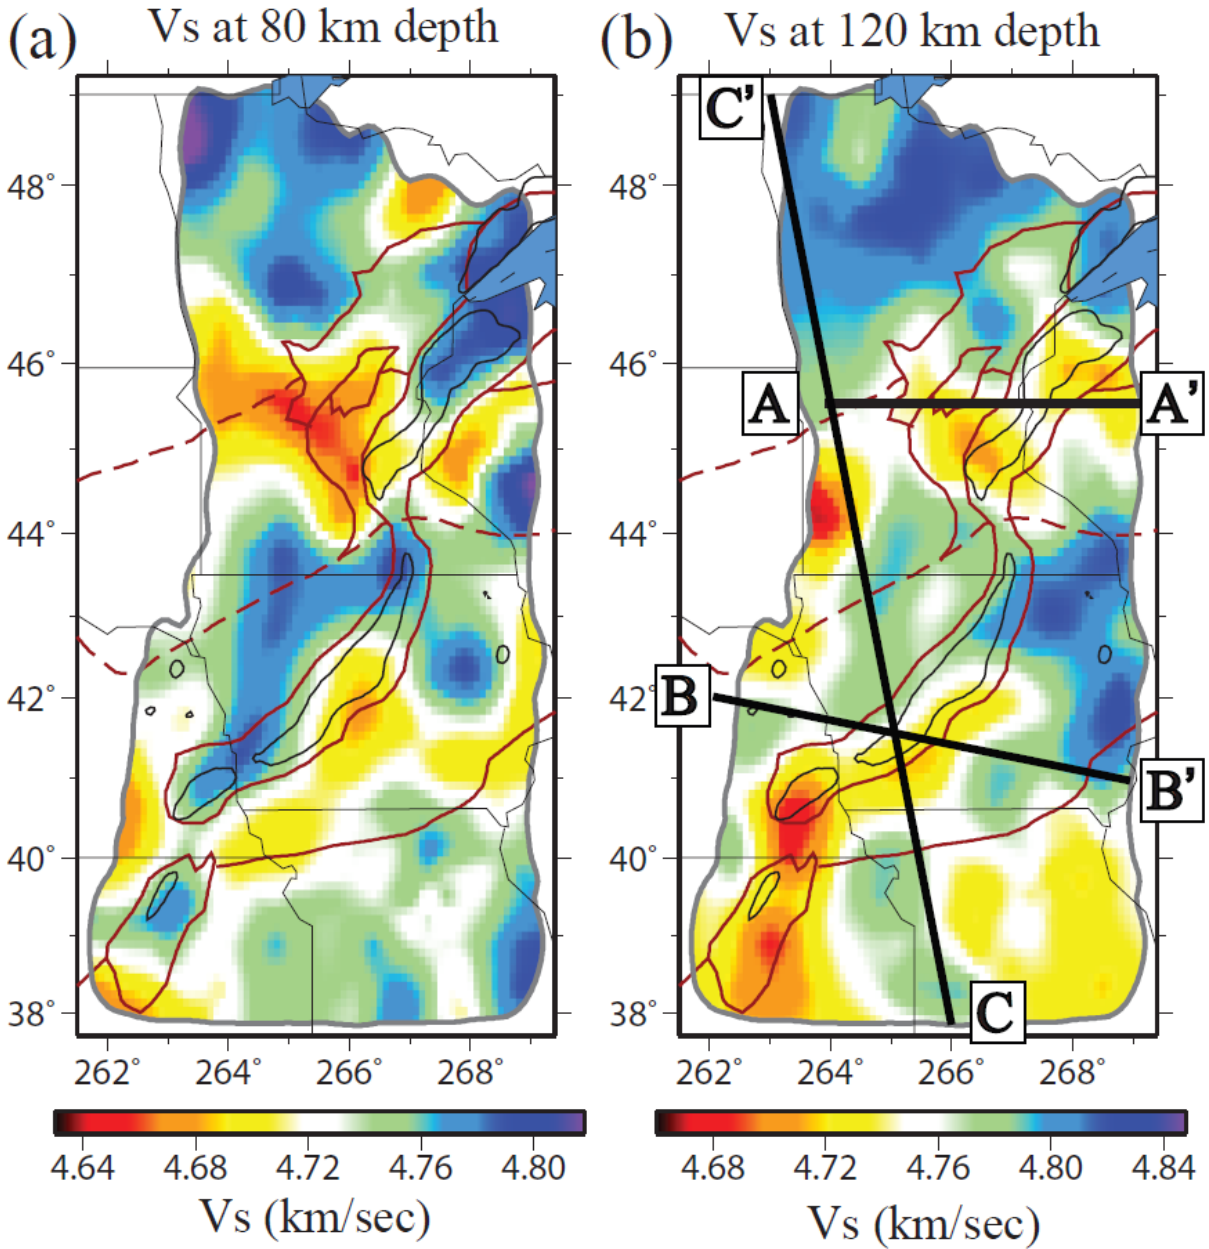 (a) Vs at 80 km depth
(b) Vs at 120 km depth
C'
48°
48°
46°
46°
A
A'
44°
44°
42°
42°
B
B'
40°
40°
38°
38°
C
262° 264° 266° 268°
262° 264° 266° 268°
4.64 4.68 4.72 4.76 4.80
4.68 4.72 4.76 4.80 4.84
Vs (km/sec)
Vs (km/sec)